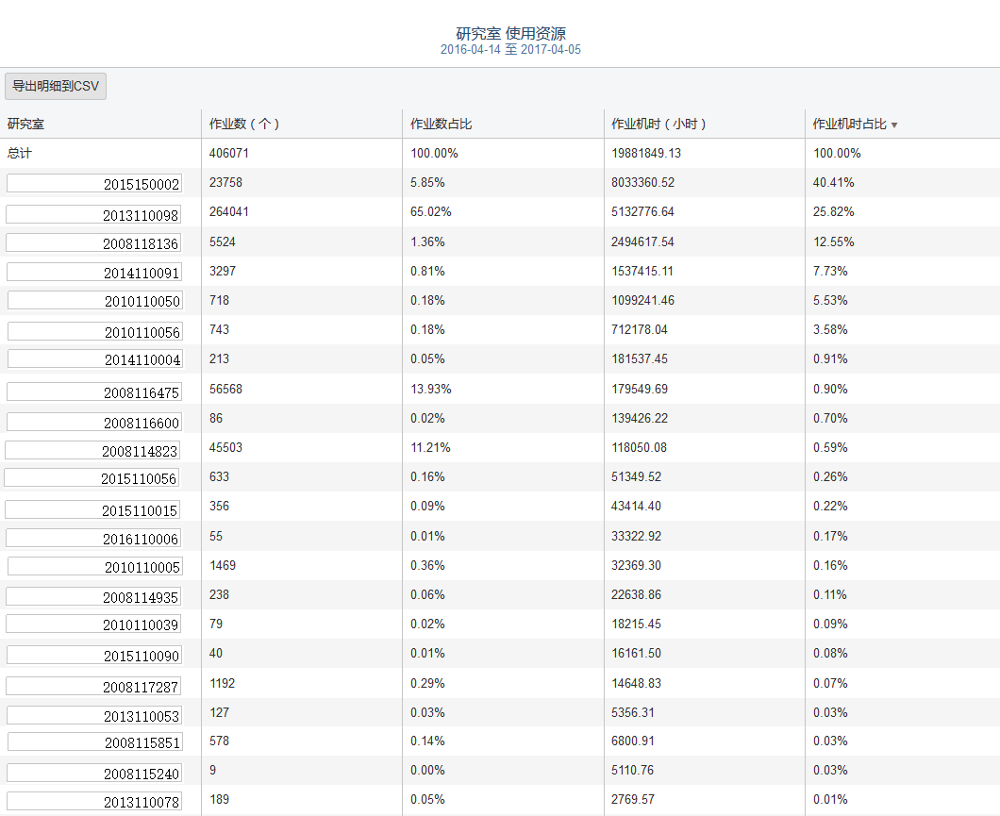 研究室 使用资源
2016-04-14 至 2017-04-05
导出明细到CSV
研究室 作业数（个） 作业数占比 作业机时（小时） 作业机时占比
总计 406071 100.00% 19881849.13 100.00%
2015150002 23758 5.85% 8033360.52 40.41%
2013110098 264041 65.02% 5132776.64 25.82%
2008118136 5524 1.36% 2494617.54 12.55%
2014110091 3297 0.81% 1537415.11 7.73%
2010110050 718 0.18% 1099241.46 5.53%
2010110056 743 0.18% 712178.04 3.58%
2014110004 213 0.05% 181537.45 0.91%
2008116475 56568 13.93% 179549.69 0.90%
2008116600 86 0.02% 139426.22 0.70%
2008114823 45503 11.21% 118050.08 0.59%
2015110056 633 0.16% 51349.52 0.26%
2015110015 356 0.09% 43414.40 0.22%
2016110006 55 0.01% 33322.92 0.17%
2010110005 1469 0.36% 32369.30 0.16%
2008114935 238 0.06% 22638.86 0.11%
2010110039 79 0.02% 18215.45 0.09%
2015110090 40 0.01% 16161.50 0.08%
2008117287 1192 0.29% 14648.83 0.07%
2013110053 127 0.03% 5356.31 0.03%
2008115851 578 0.14% 6800.91 0.03%
2008115240 9 0.00% 5110.76 0.03%
2013110078 189 0.05% 2769.57 0.01%